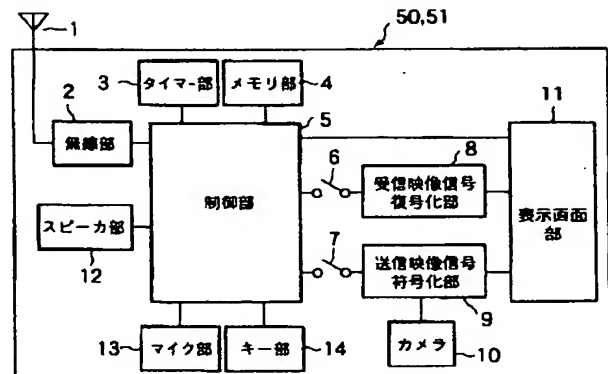 50,51
1
3 タイマー部 メモリ部 4
2 5 11
無線部
6 8
受信映像信号
復号化部
制御部
表示画面
部
スピーカ部
12
7
送信映像信号
符号化部
9
13 マイク部 キー部 14
カメラ 10